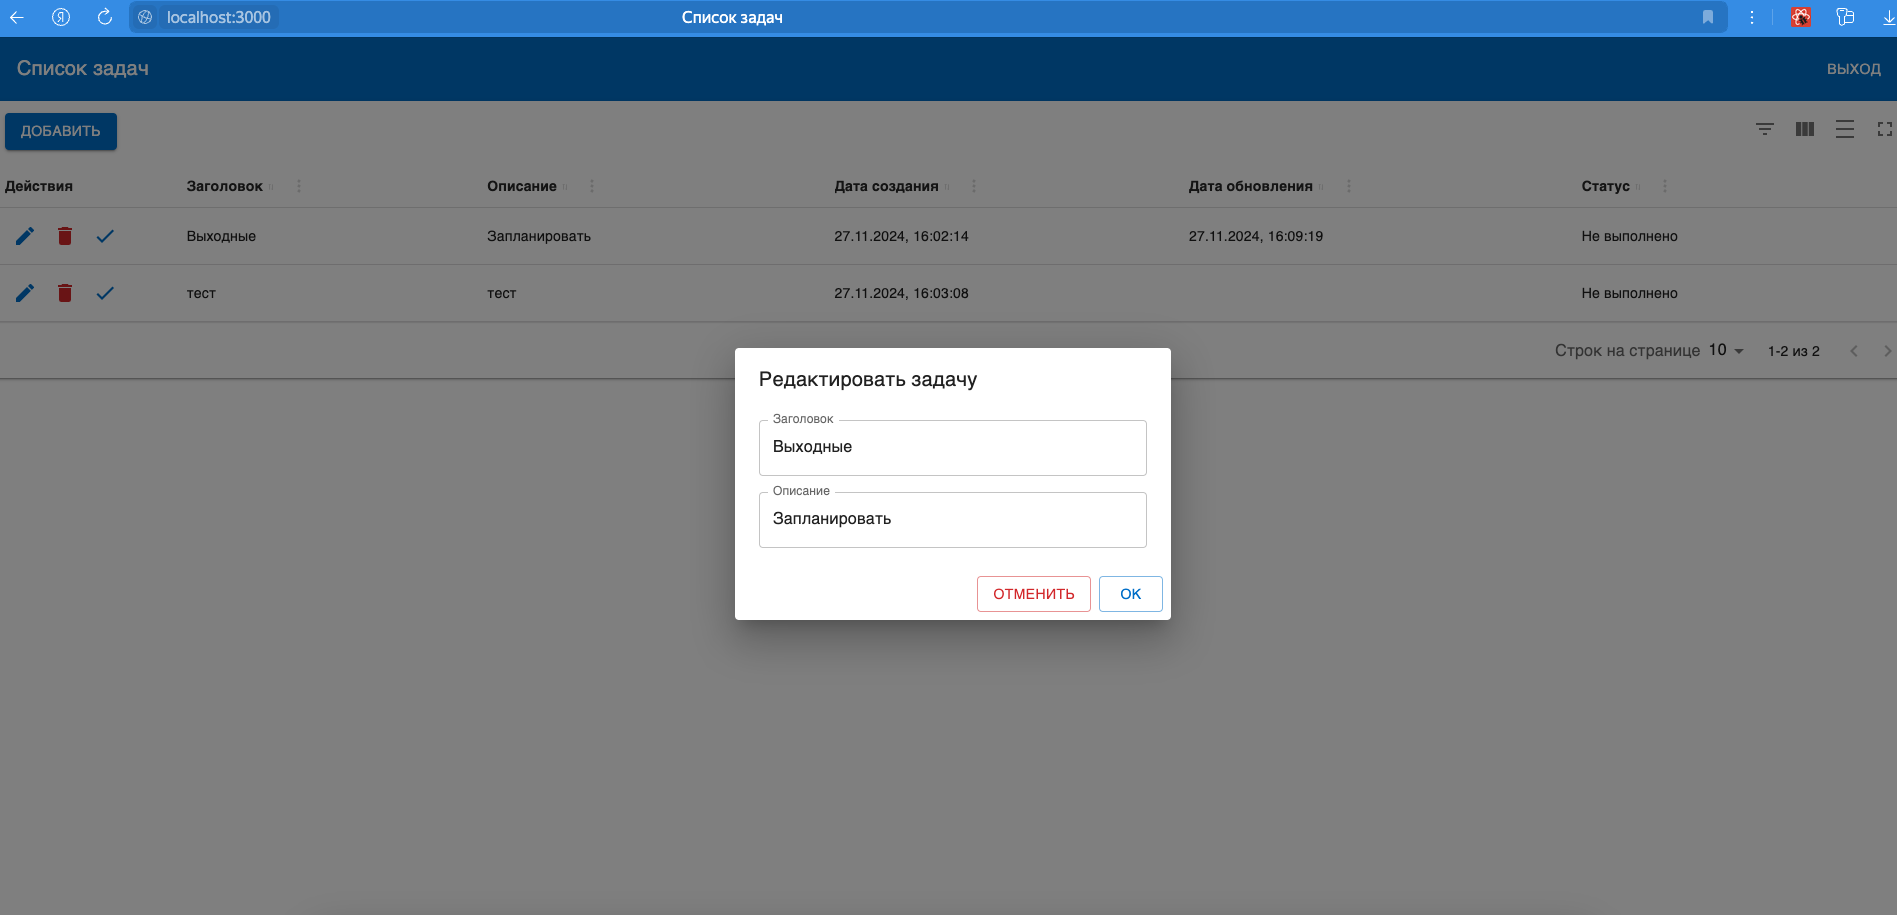 Я localhost:3000 Список задач
Список задач ВЫХОД
ДОБАВИТЬ
Действия Заголовок Описание Дата создания Дата обновления Статус
Выходные Запланировать 27.11.2024, 16:02:14 27.11.2024, 16:09:19 Не выполнено
тест тест 27.11.2024, 16:03:08 Не выполнено
Строк на странице 10 1-2 из 2
Редактировать задачу
Заголовок
Выходные
Описание
Запланировать
ОТМЕНИТЬ ОК